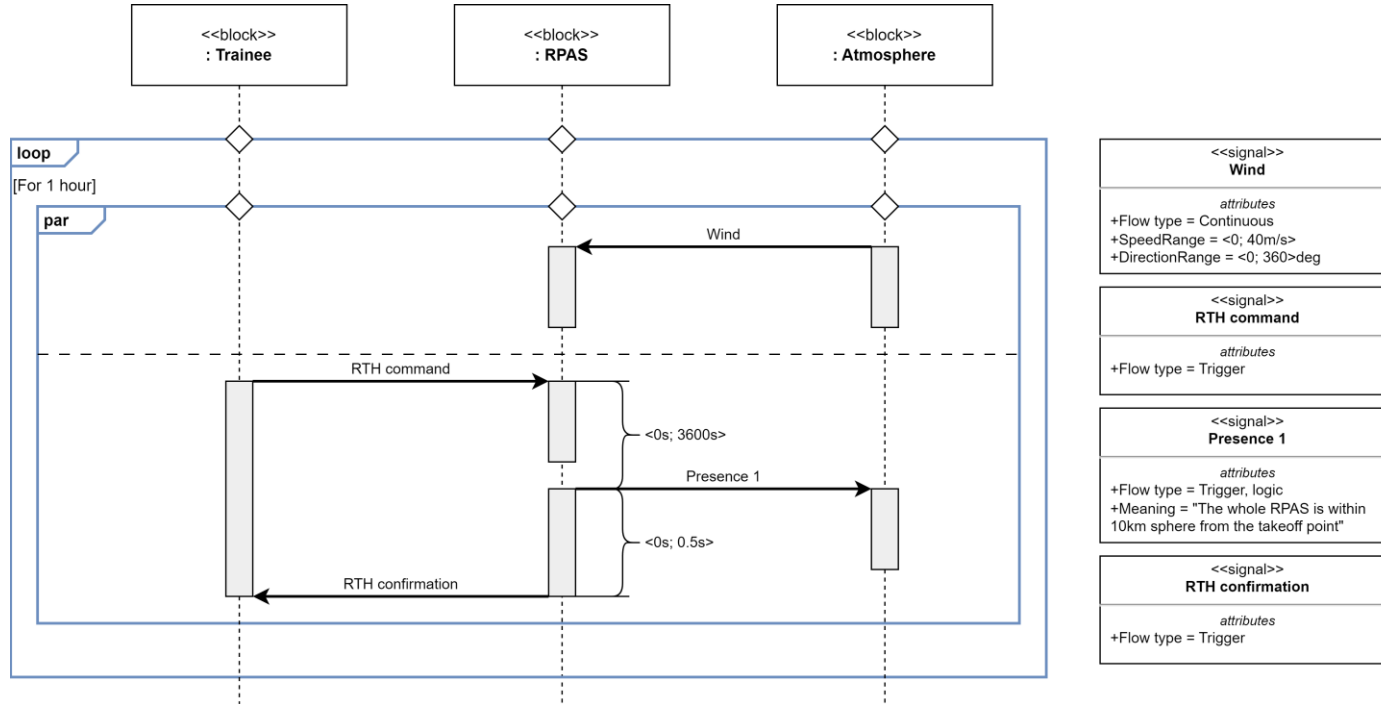 <<block>>
: Trainee
<<block>>
: RPAS
<<block>>
: Atmosphere
loop
[For 1 hour]
par
Wind
RTH command
<0s; 3600s>
Presence 1
<0s; 0.5s>
RTH confirmation
<<signal>>
Wind
attributes
+Flow type = Continuous
+SpeedRange = <0; 40m/s>
+DirectionRange = <0; 360>deg
<<signal>>
RTH command
attributes
+Flow type = Trigger
<<signal>>
Presence 1
attributes
+Flow type = Trigger, logic
+Meaning = "The whole RPAS is within
10km sphere from the takeoff point"
<<signal>>
RTH confirmation
attributes
+Flow type = Trigger